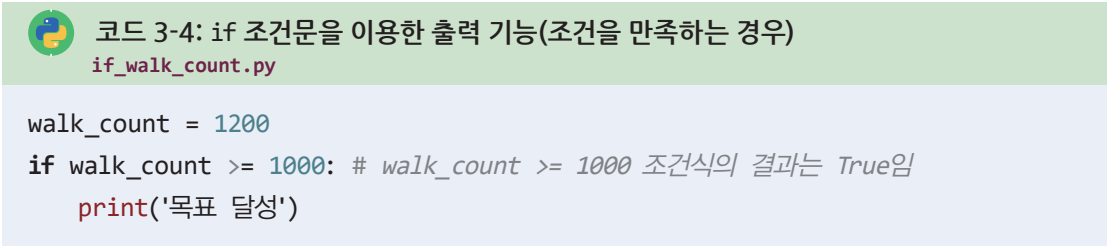 코드 3-4: if 조건문을 이용한 출력 기능(조건을 만족하는 경우)
if_walk_count.py
walk_count = 1200
if walk_count >= 1000: # walk_count >= 1000 조건식의 결과는 True임
    print('목표 달성')